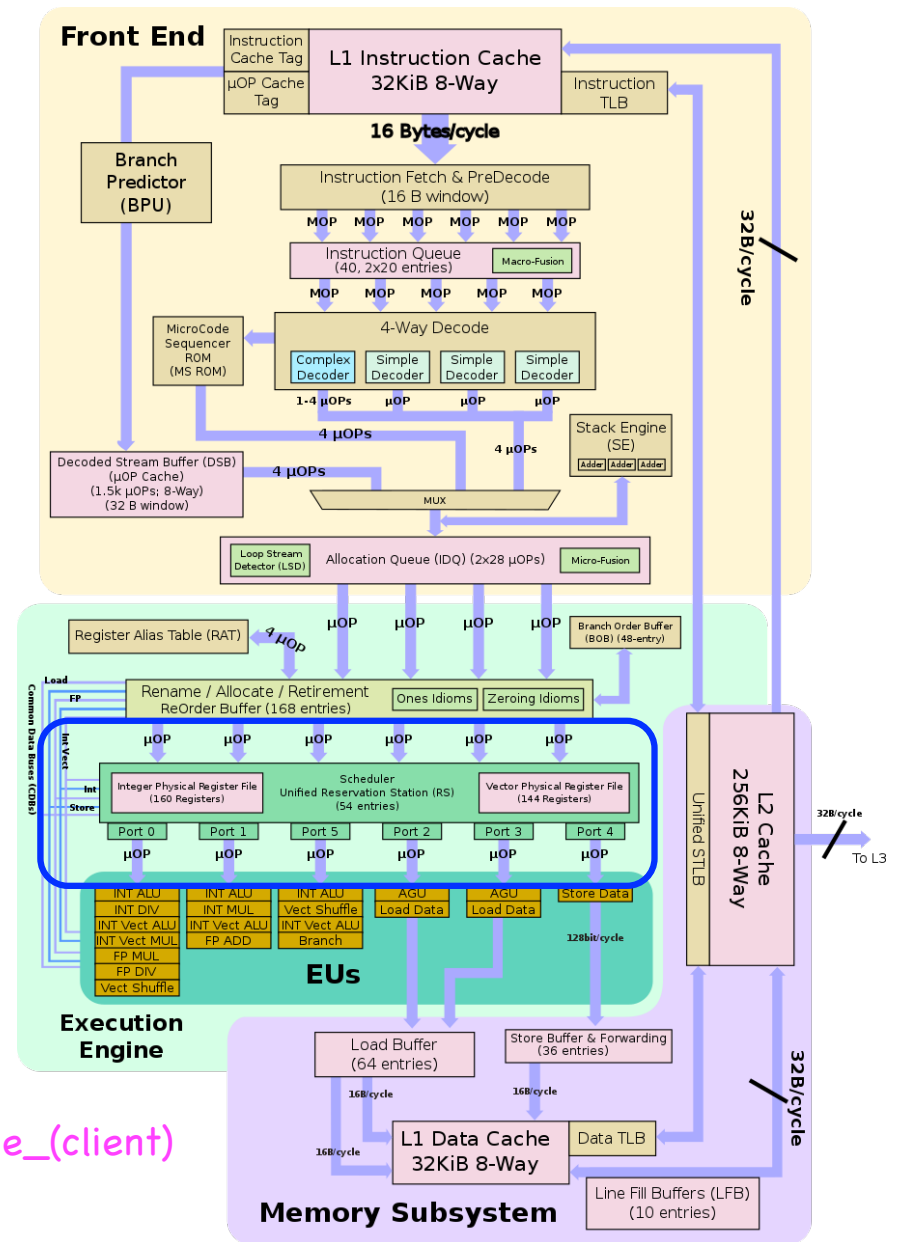 Front End
Instruction
Cache Tag
µOP Cache
Tag
L1 Instruction Cache
32KiB 8-Way
Instruction
TLB
16 Bytes/cycle
Branch
Predictor
(BPU)
Instruction Fetch & PreDecode
(16 B window)
MOP MOP MOP MOP MOP MOP
Instruction Queue
(40, 2x20 entries)
Macro-Fusion
MOP MOP MOP MOP MOP
32B/cycle
MicroCode
Sequencer
ROM
(MS ROM)
4-Way Decode
Complex
Decoder
Simple
Decoder
Simple
Decoder
Simple
Decoder
1-4 µOPs µOP µOP µOP
4 µOPs
4 µOPs
4 µOPs
Stack Engine
(SE)
Adder Adder Adder
Decoded Stream Buffer (DSB)
(µOP Cache)
(1.5k µOPs; 8-Way)
(32 B window)
MUX
Loop Stream
Detector (LSD)
Allocation Queue (IDQ) (2x28 µOPs)
Micro-Fusion
µOP µOP µOP µOP
Register Alias Table (RAT)
4 µOP
Branch Order Buffer
(BOB) (48-entry)
Rename / Allocate / Retirement
ReOrder Buffer (168 entries)
Ones Idioms
Zeroing Idioms
Load
FP
Common Data Buses (CDBs)
Int Vect
Int
Store
µOP µOP µOP µOP µOP µOP
Integer Physical Register File
(160 Registers)
Scheduler
Unified Reservation Station (RS)
(54 entries)
Vector Physical Register File
(144 Registers)
Port 0 Port 1 Port 5 Port 2 Port 3 Port 4
µOP µOP µOP µOP µOP µOP
INT ALU
INT DIV
INT Vect ALU
INT Vect MUL
FP MUL
FP DIV
Vect Shuffle
INT ALU
INT MUL
INT Vect ALU
FP ADD
INT ALU
Vect Shuffle
INT Vect ALU
Branch
AGU
Load Data
AGU
Load Data
Store Data
128bit/cycle
EUs
Execution
Engine
Unified STLB
L2 Cache
256KiB 8-Way
32B/cycle
To L3
Load Buffer
(64 entries)
Store Buffer & Forwarding
(36 entries)
16B/cycle
16B/cycle
16B/cycle
32B/cycle
L1 Data Cache
32KiB 8-Way
Data TLB
Line Fill Buffers (LFB)
(10 entries)
Memory Subsystem
e_(client)